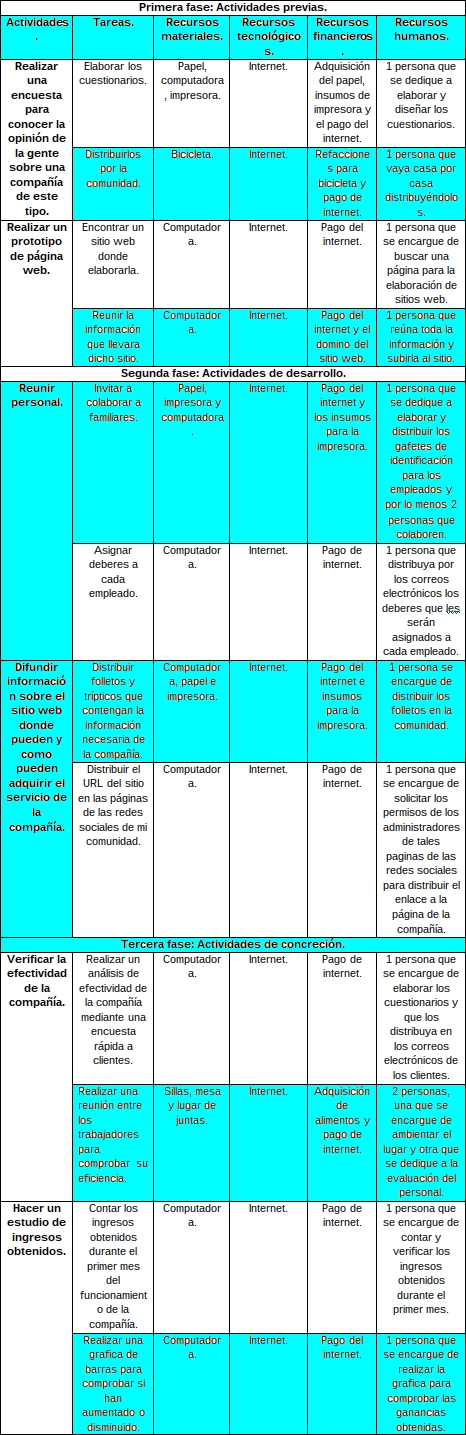 Primera fase: Actividades previas.
Actividades
.
Tareas.
Recursos
materiales.
Recursos
tecnológico
s.
Recursos
financieros
.
Recursos
humanos.
Realizar
una
encuesta
para
conocer la
opinión de
la gente
sobre una
compañía
de este
tipo.
Elaborar los
cuestionarios.
Papel,
computadora
, impresora.
Internet.
Adquisición
del papel,
insumos de
impresora y
el pago del
internet.
1 persona que
se dedique a
elaborar y
diseñar los
cuestionarios.
Distribuirlos
por la
comunidad.
Bicicleta.
Internet.
Refaccione
s para
bicicleta y
pago de
internet.
1 persona que
vaya casa por
casa
distribuyéndolo
s.
Realizar un
prototipo
de página
web.
Encontrar un
sitio web
donde
elaborarla.
Computador
a.
Internet.
Pago del
internet.
1 persona que
se encargue de
buscar una
página para la
elaboración de
sitios web.
Reunir la
información
que llevara
dicho sitio.
Computador
a.
Internet.
Pago del
internet y el
domino del
sitio web.
1 persona que
reúna toda la
información y
subirla al sitio.
Segunda fase: Actividades de desarrollo.
Reunir
personal.
Invitar a
colaborar a
familiares.
Papel,
impresora y
computadora
.
Internet.
Pago del
internet y
los insumos
para la
impresora.
1 persona que
se dedique a
elaborar y
distribuir los
gafetes de
identificación
para los
empleados y
por lo menos 2
personas que
colaboren.
Asignar
deberes a
cada
empleado.
Computador
a.
Internet.
Pago de
internet.
1 persona que
distribuya por
los correos
electrónicos los
deberes que les
serán
asignados a
cada empleado.
Difundir
informació
n sobre el
sitio web
donde
pueden y
como
pueden
adquirir el
servicio de
la
compañía.
Distribuir
folletos y
trípticos que
contengan la
información
necesaria de
la compañía.
Computador
a, papel e
impresora.
Internet.
Pago del
internet e
insumos
para la
impresora.
1 persona se
encargue de
distribuir los
folletos en la
comunidad.
Distribuir el
URL del sitio
en las páginas
de las redes
sociales de mi
comunidad.
Computador
a.
Internet.
Pago de
internet.
1 persona que
se encargue de
solicitar los
permisos de los
administradores
de tales
paginas de las
redes sociales
para distribuir el
enlace a la
página de la
compañía.
Tercera fase: Actividades de concreción.
Verificar la
efectividad
de la
compañía.
Realizar un
análisis de
efectividad de
la compañía
mediante una
encuesta
rápida a
clientes.
Computador
a.
Internet.
Pago de
internet.
1 persona que
se encargue de
elaborar los
cuestionarios y
que los
distribuya en
los correos
electrónicos de
los clientes.
Realizar una
reunión entre
los
trabajadores
para
comprobar su
eficiencia.
Sillas, mesa
y lugar de
juntas.
Internet.
Adquisición
de
alimentos y
pago de
internet.
2 personas,
una que se
encargue de
ambientar el
lugar y otra que
se dedique a la
evaluación del
personal.
Hacer un
estudio de
ingresos
obtenidos.
Contar los
ingresos
obtenidos
durante el
primer mes
del
funcionamient
o de la
compañía.
Computador
a.
Internet.
Pago de
internet.
1 persona que
se encargue de
contar y
verificar los
ingresos
obtenidos
durante el
primer mes.
Realizar una
grafica de
barras para
comprobar si
han
aumentado o
disminuido.
Computador
a.
Internet.
Pago del
internet.
1 persona que
se encargue de
realizar la
grafica para
comprobar las
ganancias
obtenidas.